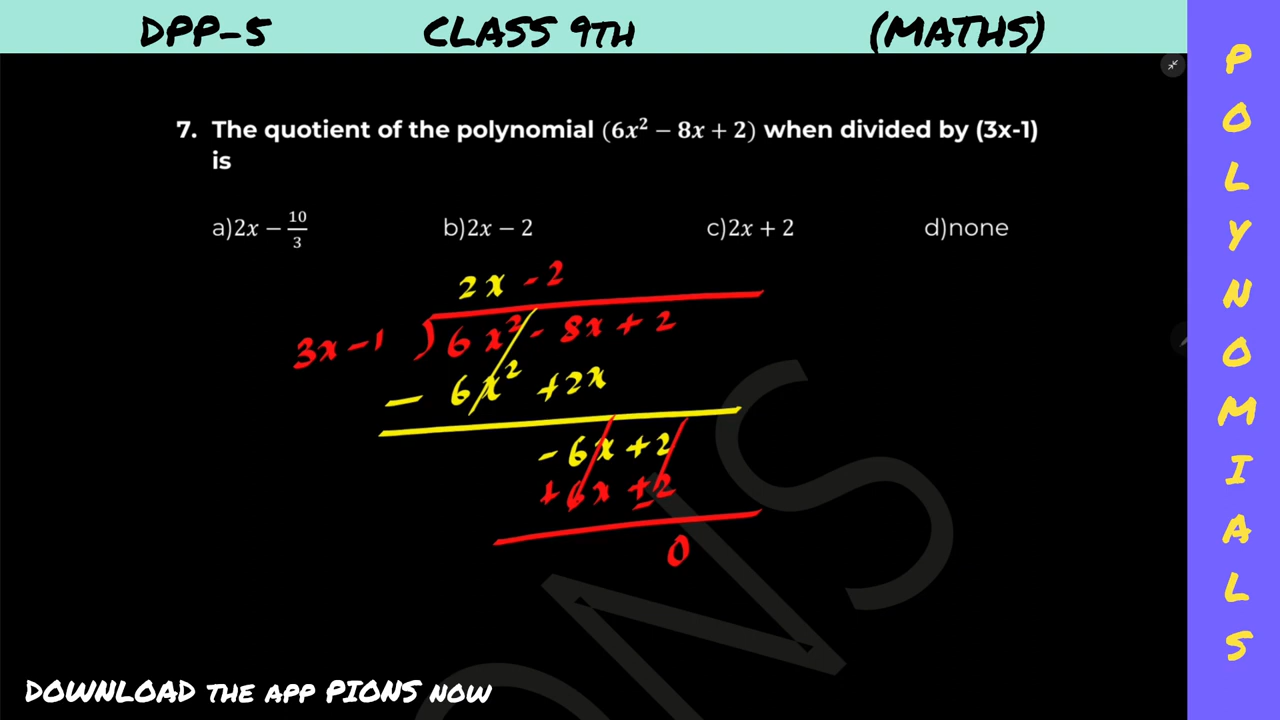 DPP-5 CLASS 9TH (MATHS)
7. The quotient of the polynomial (6x² − 8x + 2) when divided by (3x-1)
is
a)2x − 10/3 b)2x − 2 c)2x + 2 d)none
2x - 2
3x - 1 ) 6x² - 8x + 2
- 6x² + 2x
- 6x + 2
+ 6x ± 2
0
DOWNLOAD THE APP PIONS NOW
POLYNOMIALS
ONS